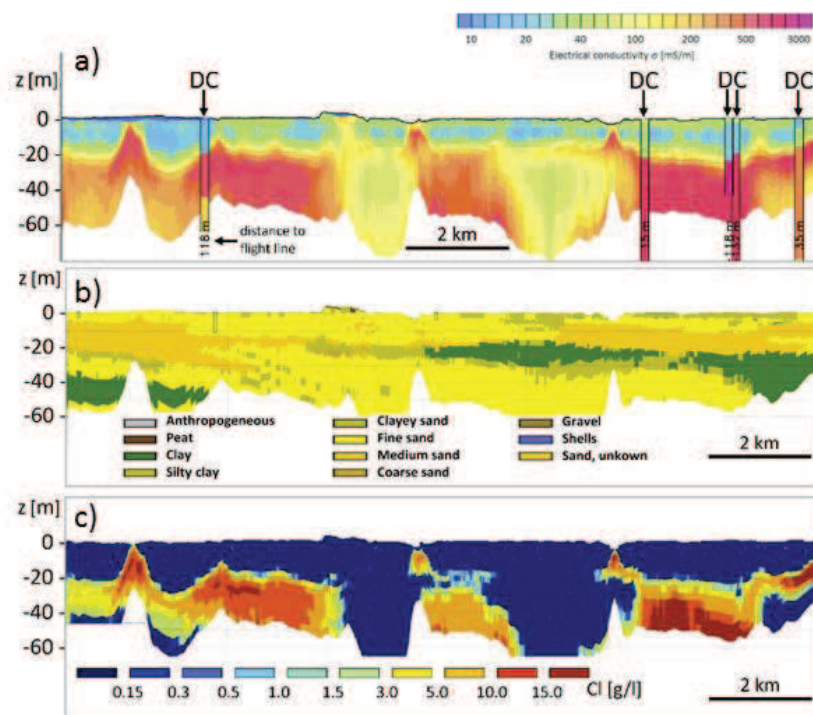 10 20 40 100 200 500 3000
Electrical conductivity σ [mS/m]
a)
z [m]
DC DC DC DC
0
-20
-40
-60
118 m
distance to
flight line
2 km
b)
z [m]
0
-20
-40
-60
Anthropogeneous Clayey sand Gravel
Peat Fine sand Shells
Clay Medium sand Sand, unkown
Silty clay Coarse sand
2 km
c)
z [m]
0
-20
-40
-60
0.15 0.3 0.5 1.0 1.5 3.0 5.0 10.0 15.0 Cl [g/l]
2 km